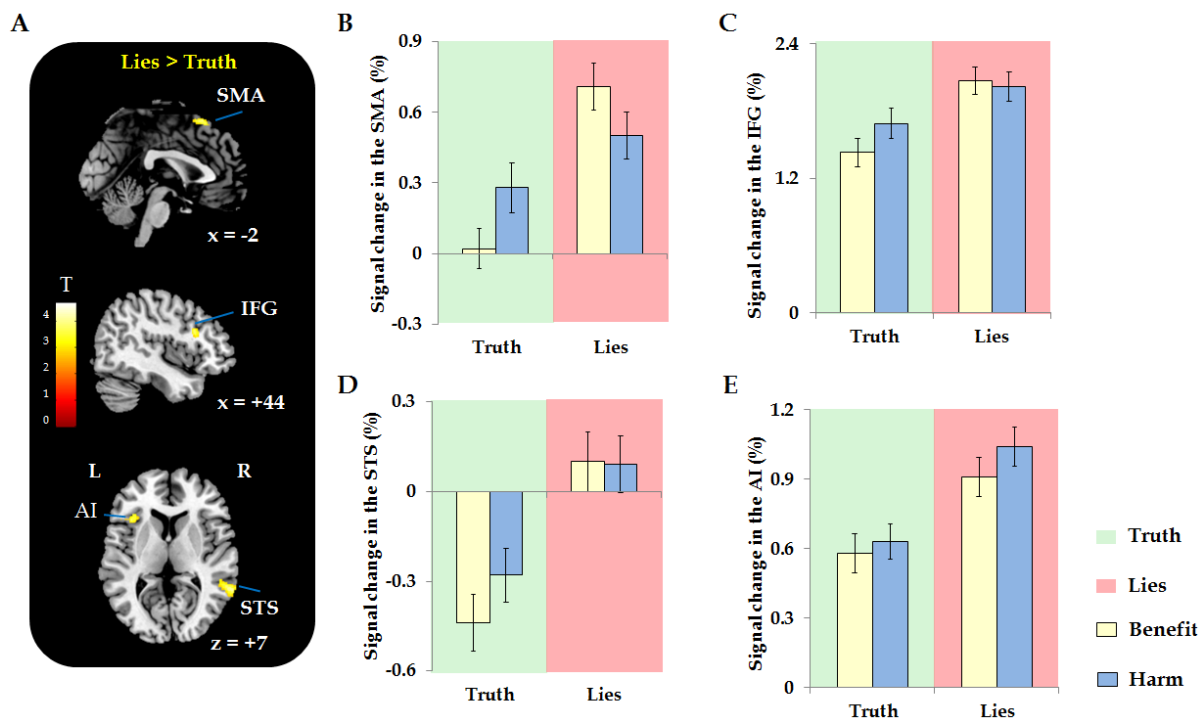 A
Lies > Truth
SMA
x = -2
T
4
3
2
1
0
IFG
x = +44
L
R
AI
STS
z = +7
B
Signal change in the SMA (%)
0.9
0.6
0.3
0
-0.3
Truth
Lies
C
Signal change in the IFG (%)
2.4
1.2
0
Truth
Lies
D
Signal change in the STS (%)
0.3
0
-0.3
-0.6
Truth
Lies
E
Signal change in the AI (%)
1.2
0.9
0.6
0.3
0
Truth
Lies
Truth
Lies
Benefit
Harm